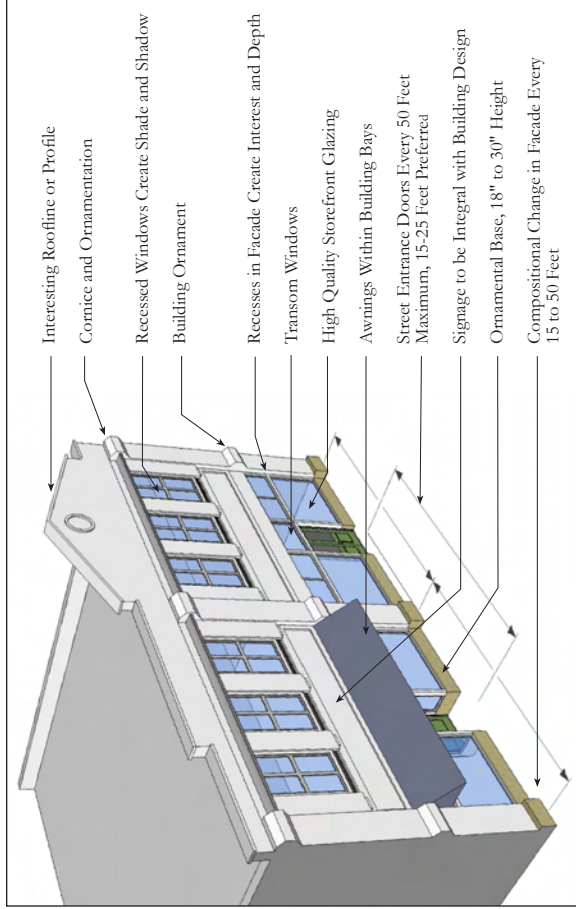 Interesting Roofline or Profile
Cornice and Ornamentation
Recessed Windows Create Shade and Shadow
Building Ornament
Recesses in Facade Create Interest and Depth
Transom Windows
High Quality Storefront Glazing
Awnings Within Building Bays
Street Entrance Doors Every 50 Feet
Maximum, 15-25 Feet Preferred
Signage to be Integral with Building Design
Ornamental Base, 18" to 30" Height
Compositional Change in Facade Every
15 to 50 Feet